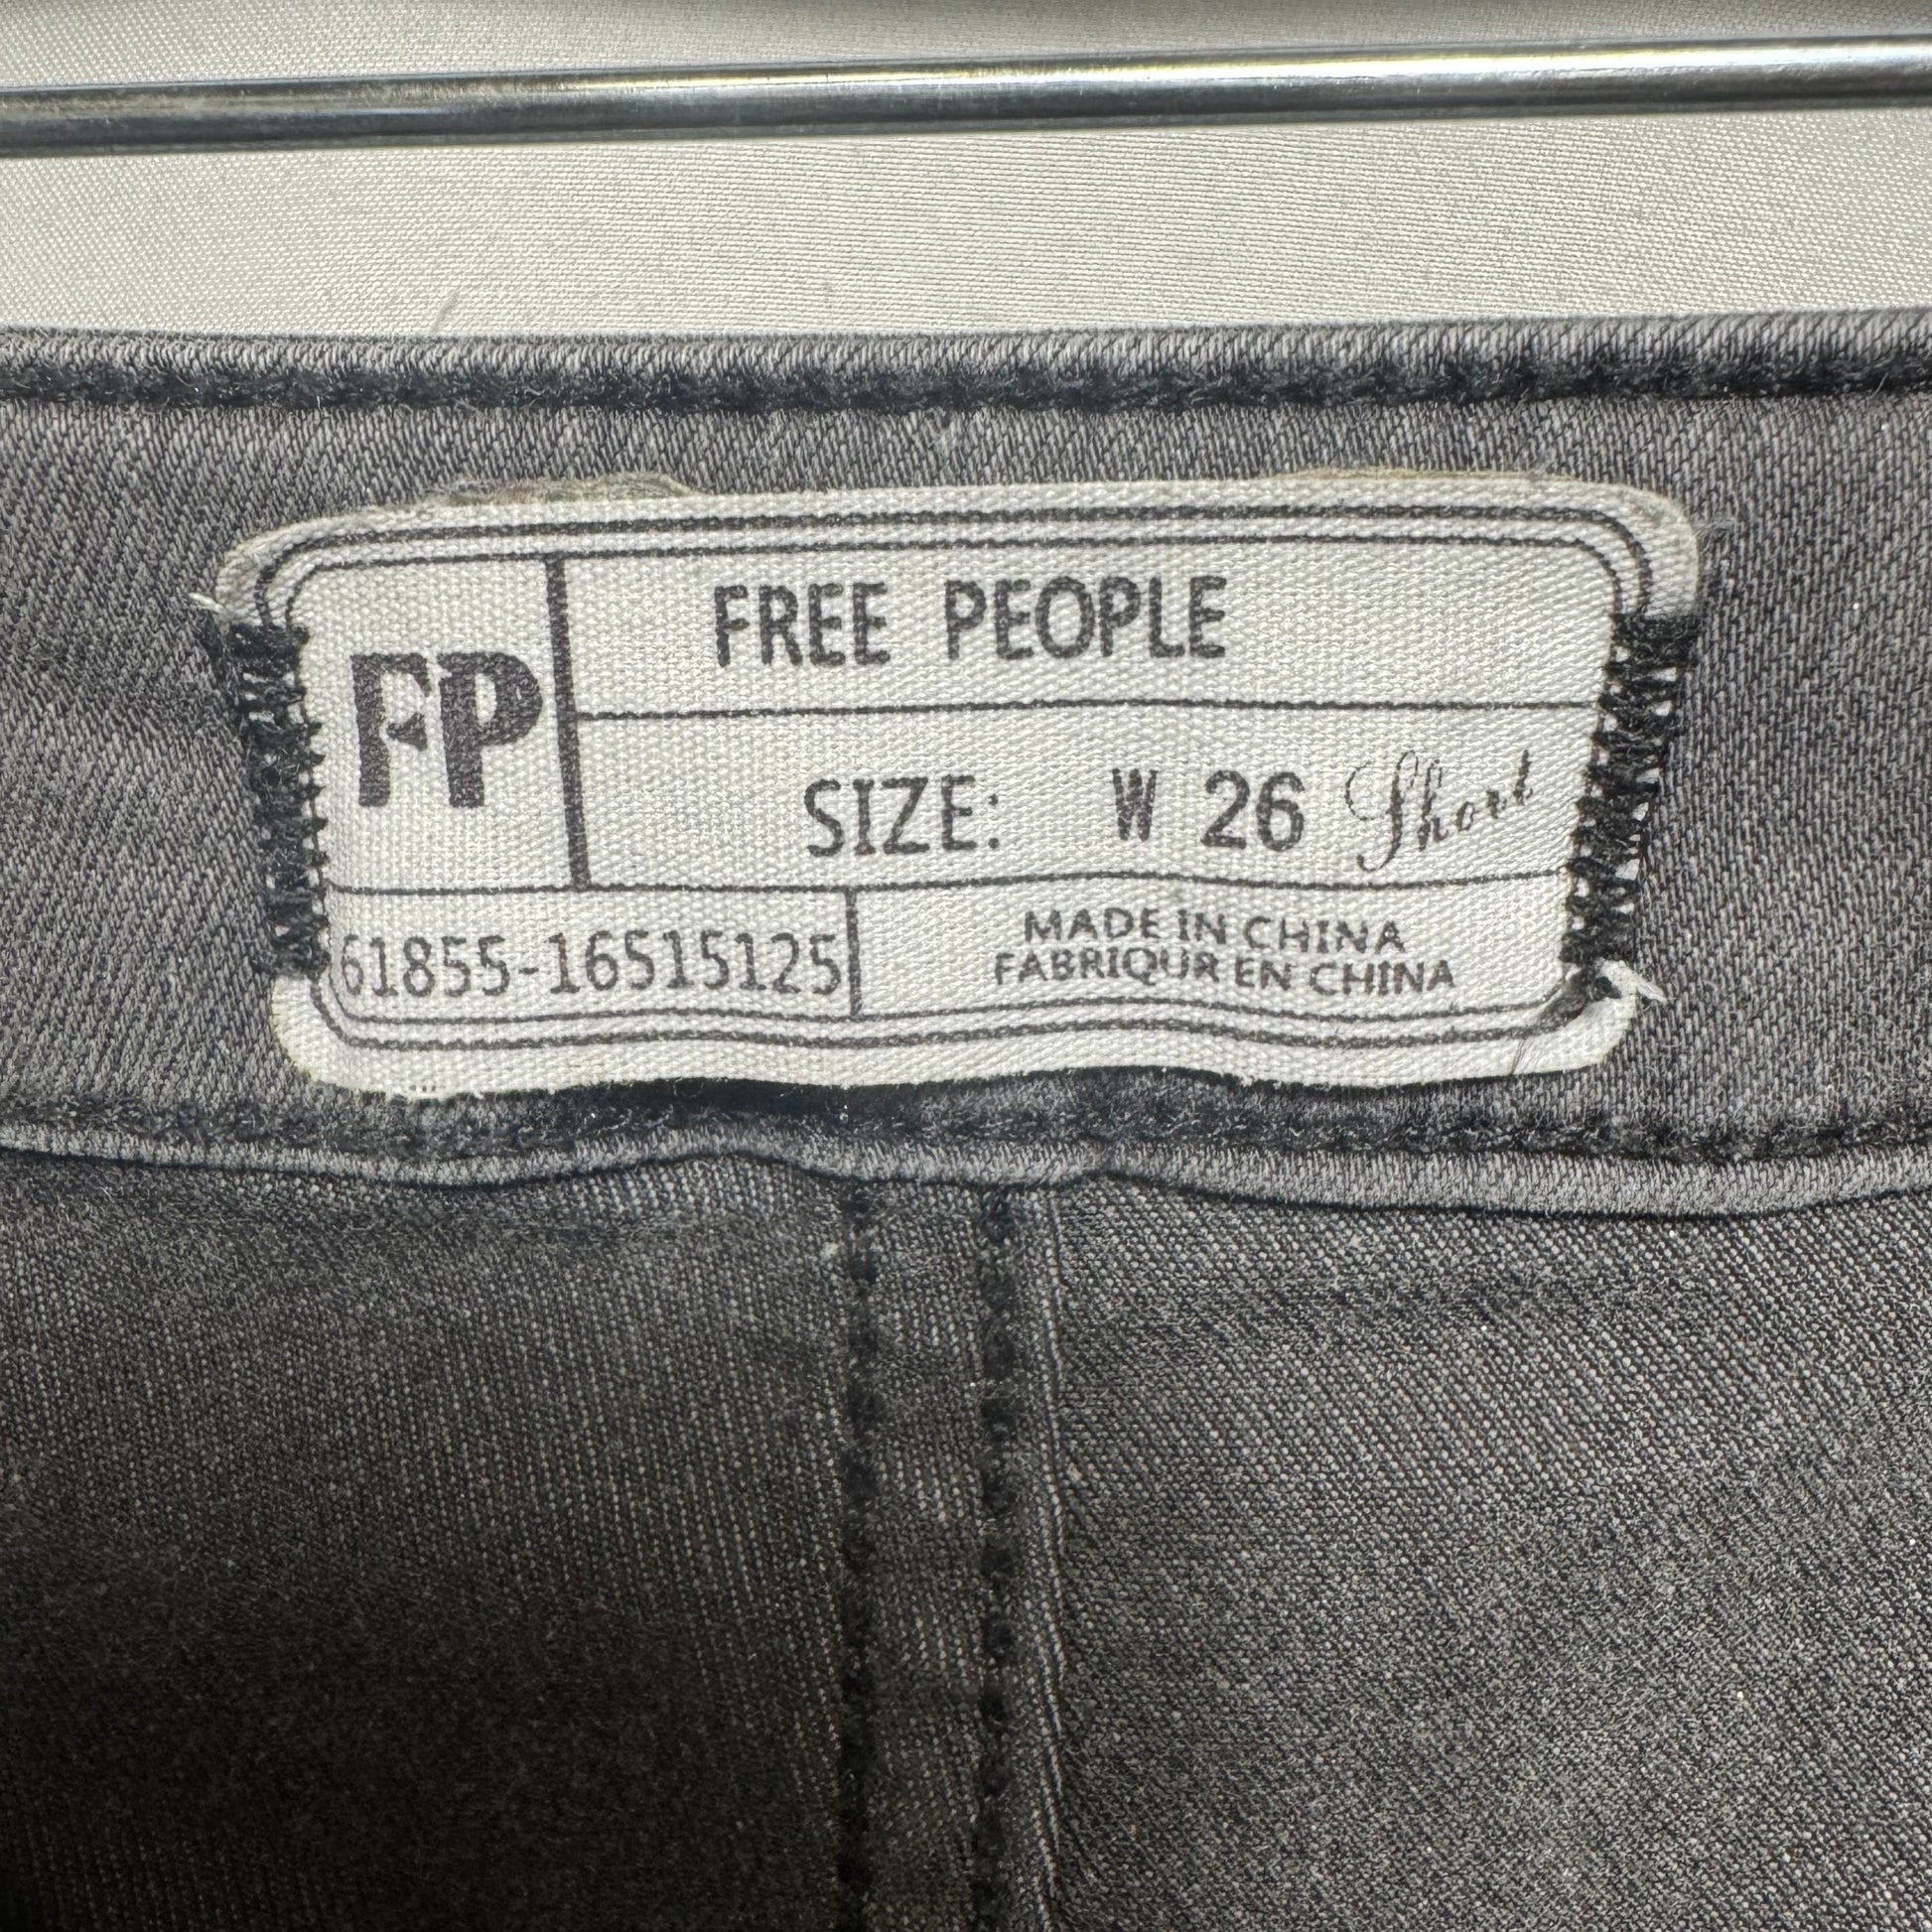 FP
FREE PEOPLE
SIZE: W 26 Short
61855-16515125
MADE IN CHINA
FABRIQUR EN CHINA